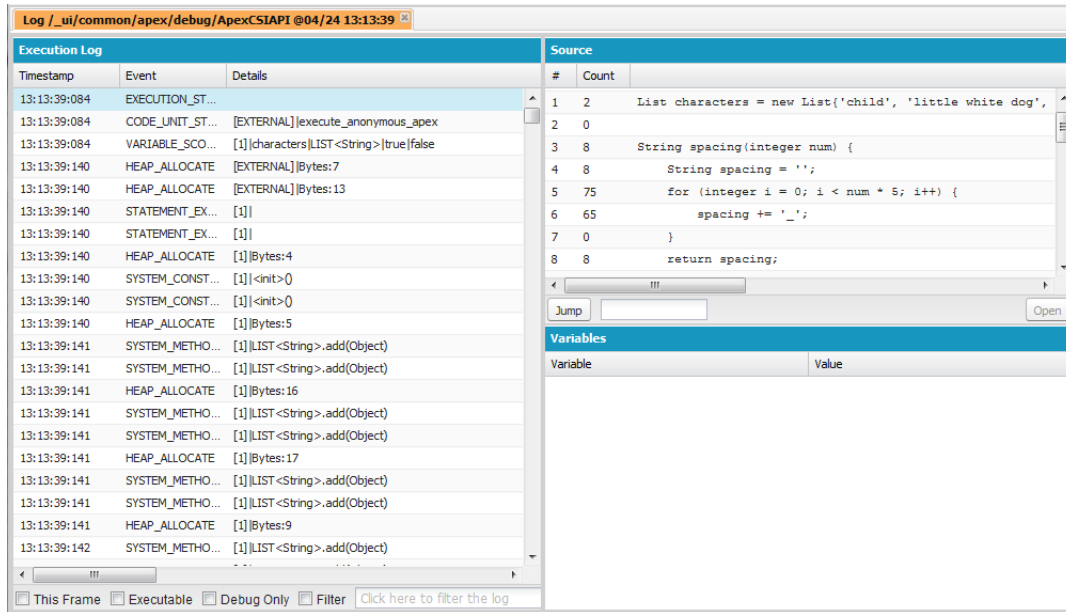 Log /_ui/common/apex/debug/ApexCSIAPI @04/24 13:13:39
Execution Log
Timestamp Event Details
13:13:39:084 EXECUTION_ST...
13:13:39:084 CODE_UNIT_ST... [EXTERNAL]|execute_anonymous_apex
13:13:39:084 VARIABLE_SCO... [1]|characters|LIST<String>|true|false
13:13:39:140 HEAP_ALLOCATE [EXTERNAL]|Bytes:7
13:13:39:140 HEAP_ALLOCATE [EXTERNAL]|Bytes:13
13:13:39:140 STATEMENT_EX... [1]|
13:13:39:140 STATEMENT_EX... [1]|
13:13:39:140 HEAP_ALLOCATE [1]|Bytes:4
13:13:39:140 SYSTEM_CONST... [1]|<init>()
13:13:39:140 SYSTEM_CONST... [1]|<init>()
13:13:39:140 HEAP_ALLOCATE [1]|Bytes:5
13:13:39:141 SYSTEM_METHO... [1]|LIST<String>.add(Object)
13:13:39:141 SYSTEM_METHO... [1]|LIST<String>.add(Object)
13:13:39:141 HEAP_ALLOCATE [1]|Bytes:16
13:13:39:141 SYSTEM_METHO... [1]|LIST<String>.add(Object)
13:13:39:141 SYSTEM_METHO... [1]|LIST<String>.add(Object)
13:13:39:141 HEAP_ALLOCATE [1]|Bytes:17
13:13:39:141 SYSTEM_METHO... [1]|LIST<String>.add(Object)
13:13:39:141 SYSTEM_METHO... [1]|LIST<String>.add(Object)
13:13:39:141 HEAP_ALLOCATE [1]|Bytes:9
13:13:39:142 SYSTEM_METHO... [1]|LIST<String>.add(Object)
This Frame Executable Debug Only Filter Click here to filter the log
Source
# Count
1 2 List characters = new List{'child', 'little white dog',
2 0
3 8 String spacing(integer num) {
4 8 String spacing = '';
5 75 for (integer i = 0; i < num * 5; i++) {
6 65 spacing += '_';
7 0 }
8 8 return spacing;
Jump Open
Variables
Variable Value